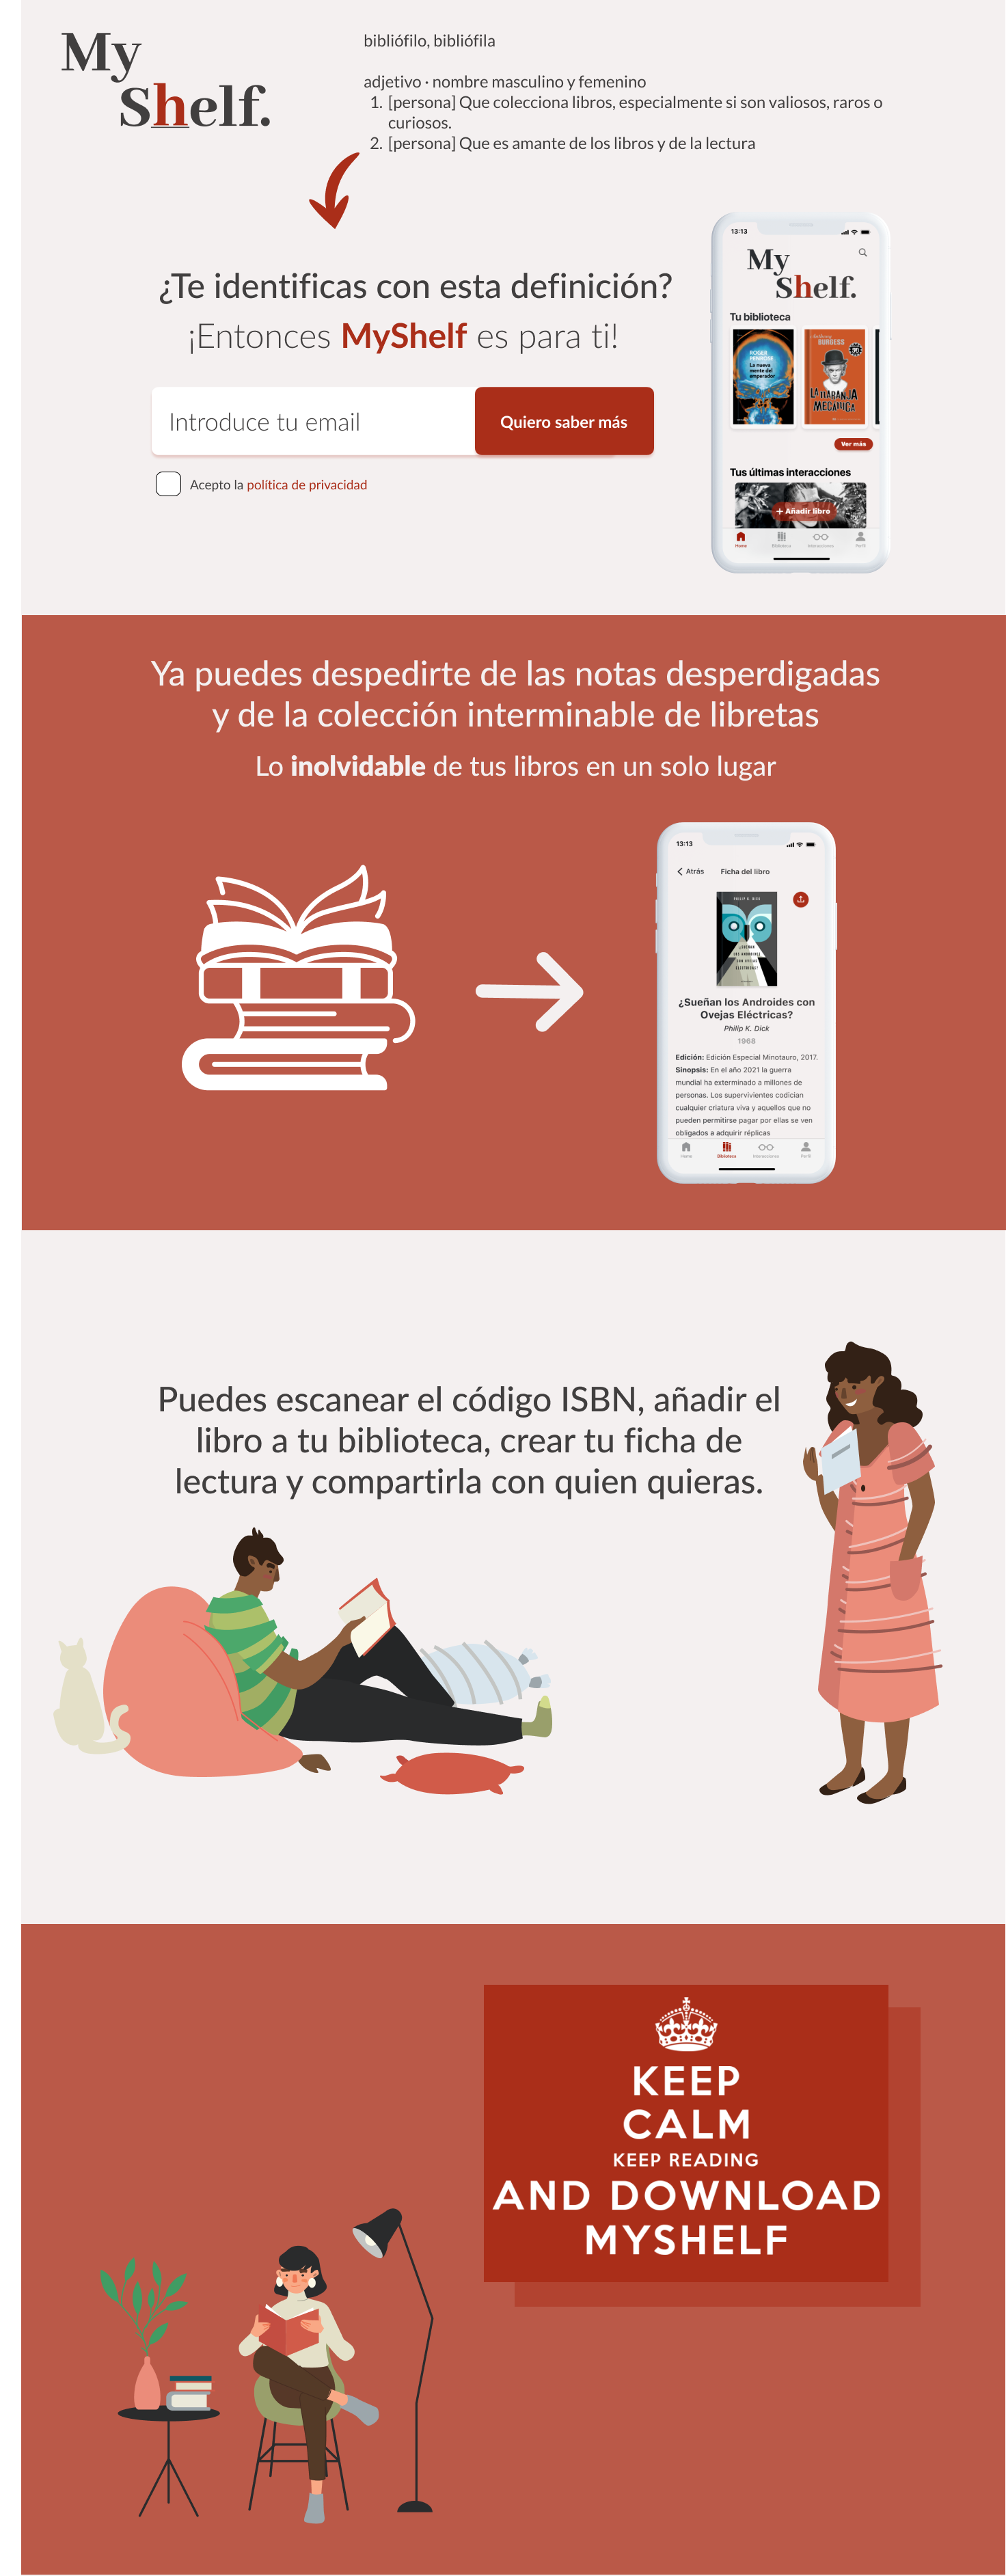 My
Shelf.
bibliófilo, bibliófila
adjetivo · nombre masculino y femenino
1. [persona] Que colecciona libros, especialmente si son valiosos, raros o
curiosos.
2. [persona] Que es amante de los libros y de la lectura
¿Te identificas con esta definición?
¡Entonces MyShelf es para ti!
Introduce tu email
Quiero saber más
Acepto la política de privacidad
13:13
My
Shelf.
Tu biblioteca
ROGER
PENROSE
La nueva
mente del
emperador
BURGESS
LA NARANJA
MECÁNICA
Ver más
Tus últimas interacciones
+ Añadir libro
Home
Biblioteca
Interacciones
Perfil
Ya puedes despedirte de las notas desperdigadas
y de la colección interminable de libretas
Lo inolvidable de tus libros en un solo lugar
13:13
Atrás
Ficha del libro
PHILIP K. DICK
¿SUEÑAN
LOS ANDROIDES
CON OVEJAS
ELÉCTRICAS?
¿Sueñan los Androides con
Ovejas Eléctricas?
Philip K. Dick
1968
Edición: Edición Especial Minotauro, 2017.
Sinopsis: En el año 2021 la guerra
mundial ha exterminado a millones de
personas. Los supervivientes codician
cualquier criatura viva y aquellos que no
pueden permitirse pagar por ellas se ven
obligados a adquirir réplicas
Home
Biblioteca
Interacciones
Perfil
Puedes escanear el código ISBN, añadir el
libro a tu biblioteca, crear tu ficha de
lectura y compartirla con quien quieras.
KEEP
CALM
KEEP READING
AND DOWNLOAD
MYSHELF